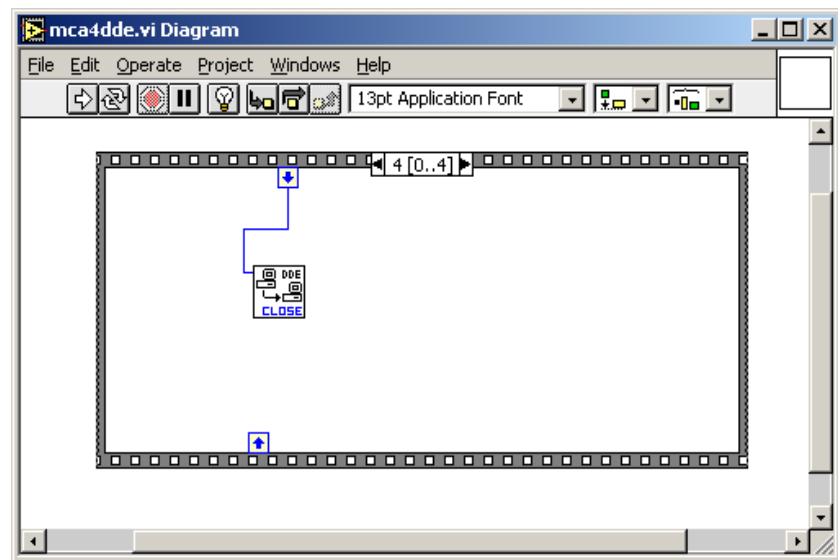 mca4dde.vi Diagram
File Edit Operate Project Windows Help
13pt Application Font
4 [0..4]
DDE
CLOSE